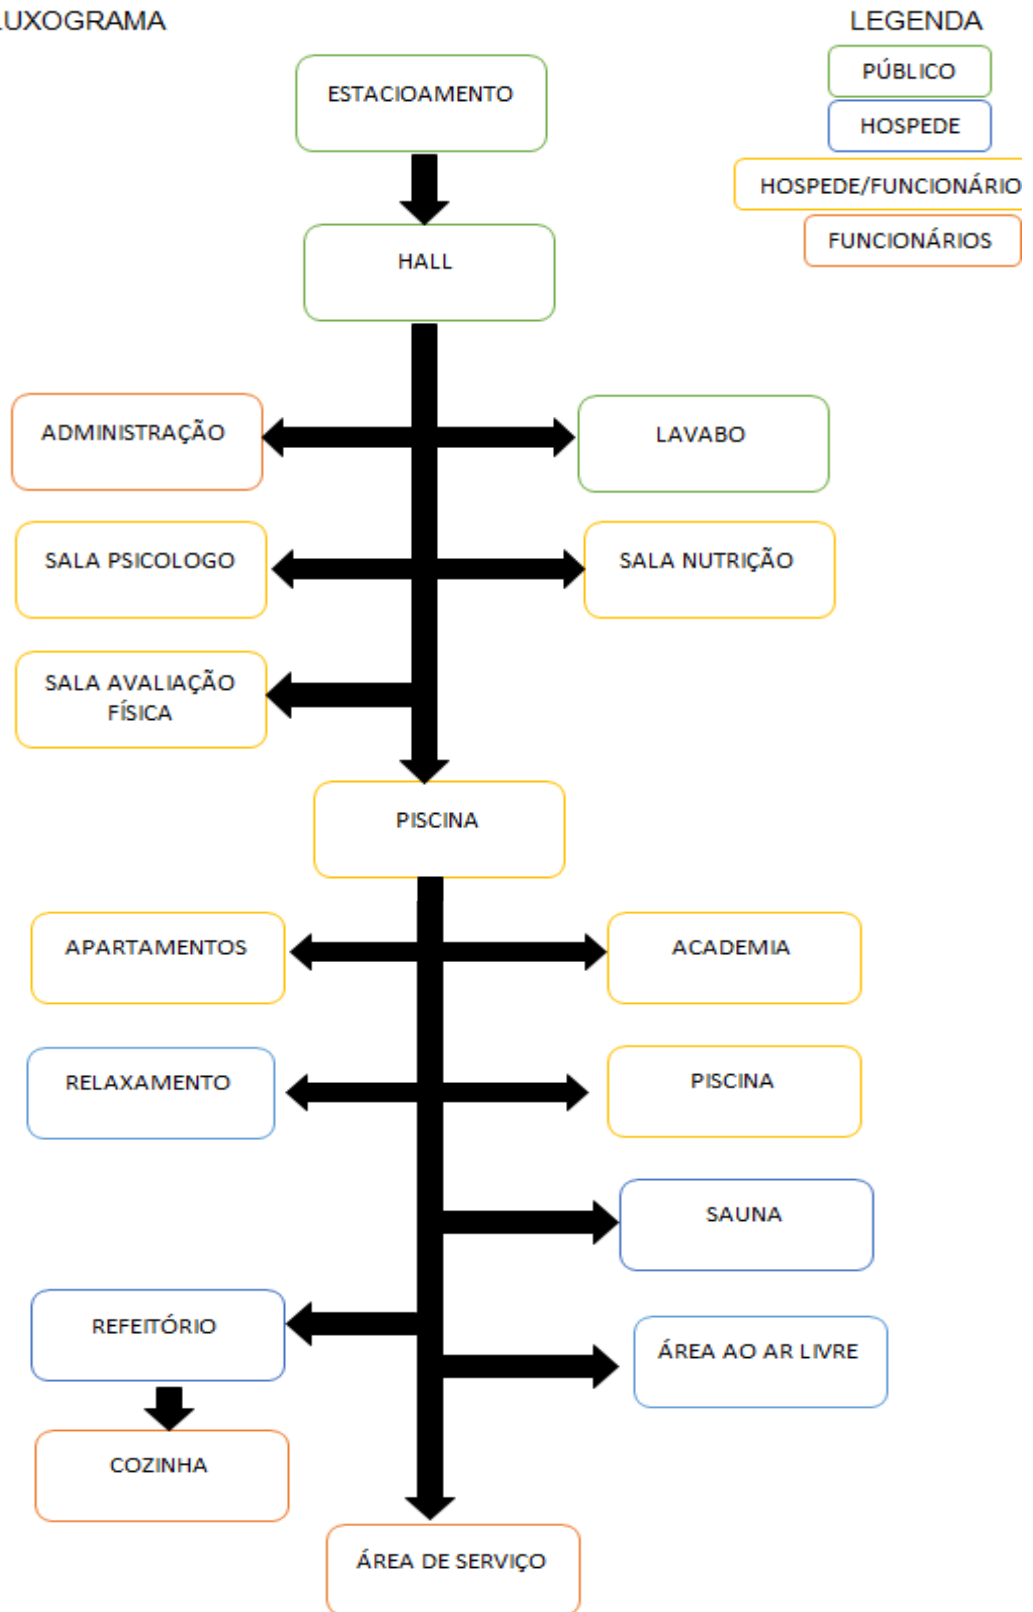 LUXOGRAMA
LEGENDA
PÚBLICO
HOSPEDE
HOSPEDE/FUNCIONÁRIO
FUNCIONÁRIOS
ESTACIOAMENTO
HALL
ADMINISTRAÇÃO
LAVABO
SALA PSICOLOGO
SALA NUTRIÇÃO
SALA AVALIAÇÃO
FÍSICA
PISCINA
APARTAMENTOS
ACADEMIA
RELAXAMENTO
PISCINA
SAUNA
REFEITÓRIO
ÁREA AO AR LIVRE
COZINHA
ÁREA DE SERVIÇO